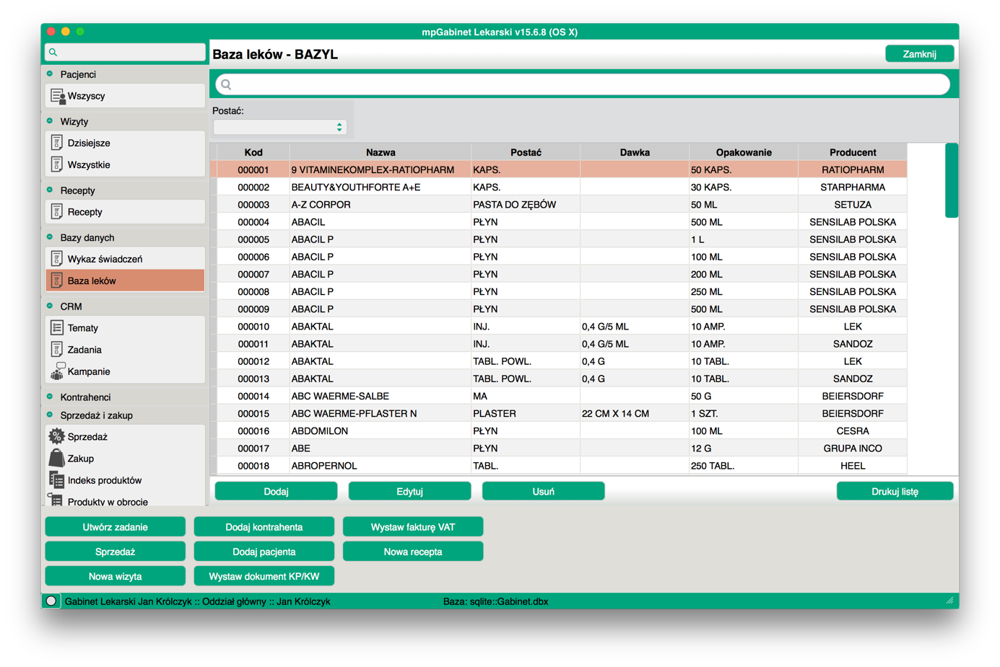 mpGabinet Lekarski v15.6.8 (OS X)
Baza leków - BAZYL
Zamknij
Pacjenci
Wszyscy
Wizyty
Dzisiejsze
Wszystkie
Recepty
Recepty
Bazy danych
Wykaz świadczeń
Baza leków
CRM
Tematy
Zadania
Kampanie
Kontrahenci
Sprzedaż i zakup
Sprzedaż
Zakup
Indeks produktów
Produkty w obrocie
Postać:
Kod Nazwa Postać Dawka Opakowanie Producent
000001 9 VITAMINEKOMPLEX-RATIOPHARM KAPS. 50 KAPS. RATIOPHARM
000002 BEAUTY&YOUTHFORTE A+E KAPS. 30 KAPS. STARPHARMA
000003 A-Z CORPOR PASTA DO ZĘBÓW 50 ML SETUZA
000004 ABACIL PŁYN 500 ML SENSILAB POLSKA
000005 ABACIL P PŁYN 1 L SENSILAB POLSKA
000006 ABACIL P PŁYN 100 ML SENSILAB POLSKA
000007 ABACIL P PŁYN 200 ML SENSILAB POLSKA
000008 ABACIL P PŁYN 250 ML SENSILAB POLSKA
000009 ABACIL P PŁYN 500 ML SENSILAB POLSKA
000010 ABAKTAL INJ. 0,4 G/5 ML 10 AMP. LEK
000011 ABAKTAL INJ. 0,4 G/5 ML 10 AMP. SANDOZ
000012 ABAKTAL TABL. POWL. 0,4 G 10 TABL. LEK
000013 ABAKTAL TABL. POWL. 0,4 G 10 TABL. SANDOZ
000014 ABC WAERME-SALBE MA 50 G BEIERSDORF
000015 ABC WAERME-PFLASTER N PLASTER 22 CM X 14 CM 1 SZT. BEIERSDORF
000016 ABDOMILON PŁYN 100 ML CESRA
000017 ABE PŁYN 12 G GRUPA INCO
000018 ABROPERNOL TABL. 250 TABL. HEEL
Dodaj Edytuj Usuń Drukuj listę
Utwórz zadanie Dodaj kontrahenta Wystaw fakturę VAT
Sprzedaż Dodaj pacjenta Nowa recepta
Nowa wizyta Wystaw dokument KP/KW
Gabinet Lekarski Jan Królczyk :: Oddział główny :: Jan Królczyk Baza: sqlite::Gabinet.dbx